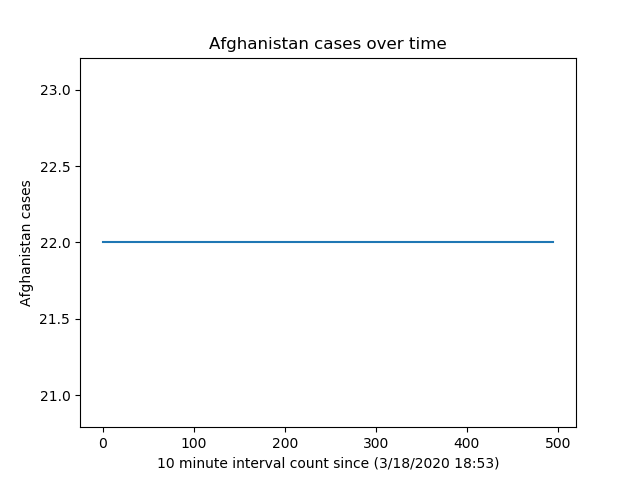 Afghanistan cases over time
23.0
22.5
22.0
21.5
21.0
Afghanistan cases
0 100 200 300 400 500
10 minute interval count since (3/18/2020 18:53)